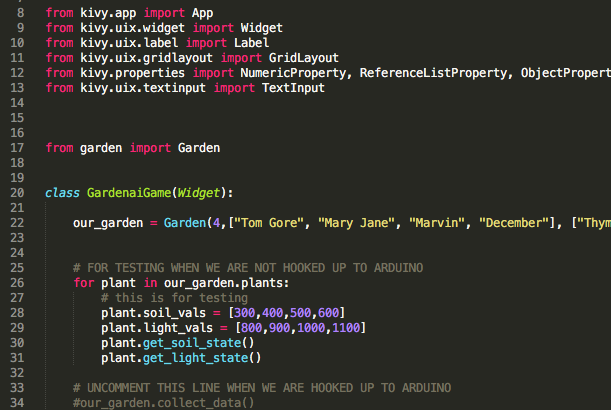 8 from kivy.app import App
9 from kivy.uix.widget import Widget
10 from kivy.uix.label import Label
11 from kivy.uix.gridlayout import GridLayout
12 from kivy.properties import NumericProperty, ReferenceListProperty, ObjectPropert
13 from kivy.uix.textinput import TextInput
14
15
16
17 from garden import Garden
18
19
20 class GardenaiGame(Widget):
21
22 our_garden = Garden(4,["Tom Gore", "Mary Jane", "Marvin", "December"], ["Thym
23
24
25 # FOR TESTING WHEN WE ARE NOT HOOKED UP TO ARDUINO
26 for plant in our_garden.plants:
27 # this is for testing
28 plant.soil_vals = [300,400,500,600]
29 plant.light_vals = [800,900,1000,1100]
30 plant.get_soil_state()
31 plant.get_light_state()
32
33 # UNCOMMENT THIS LINE WHEN WE ARE HOOKED UP TO ARDUINO
34 #our_garden.collect_data()